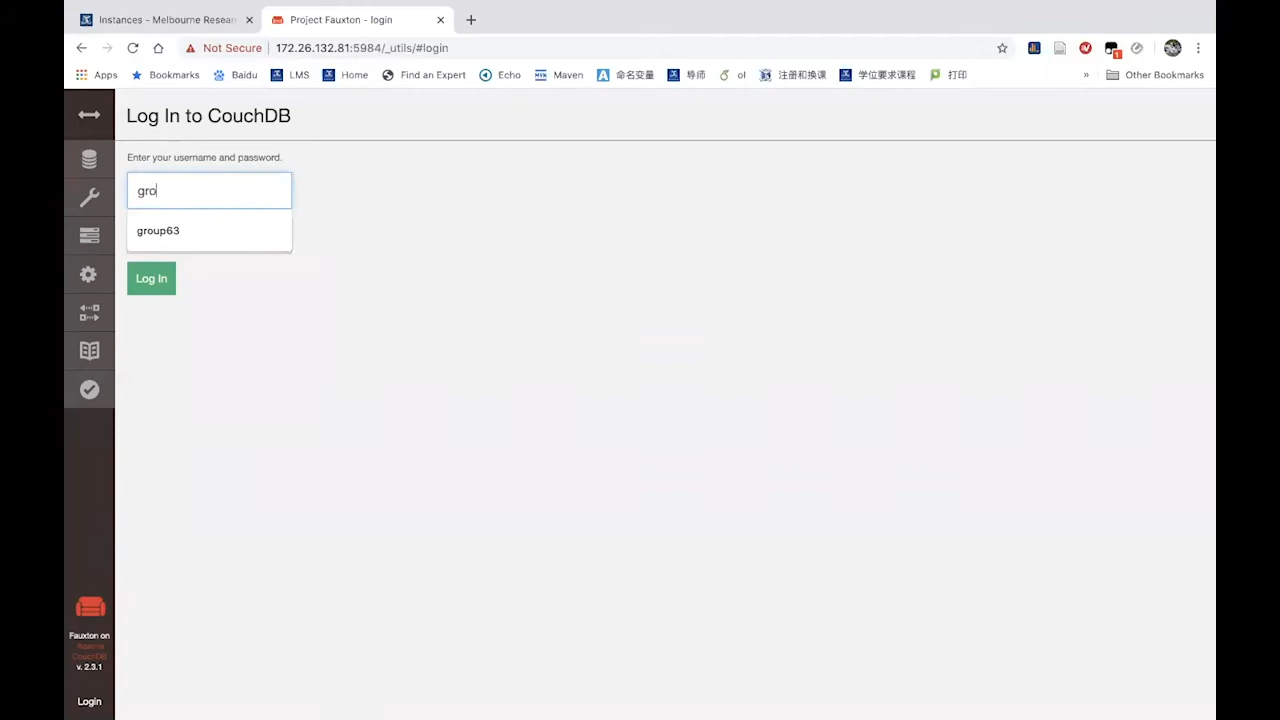 Instances - Melbourne Resear
Project Fauxton - login
Not Secure
172.26.132.81:5984/_utils/#login
1
Apps
Bookmarks
Baidu
LMS
Home
Find an Expert
Echo
Maven
命名变量
导师
ol
注册和换课
学位要求课程
打印
»
Other Bookmarks
Log In to CouchDB
Enter your username and password.
gro
group63
Log In
Fauxton on
Apache
CouchDB
v. 2.3.1
Login